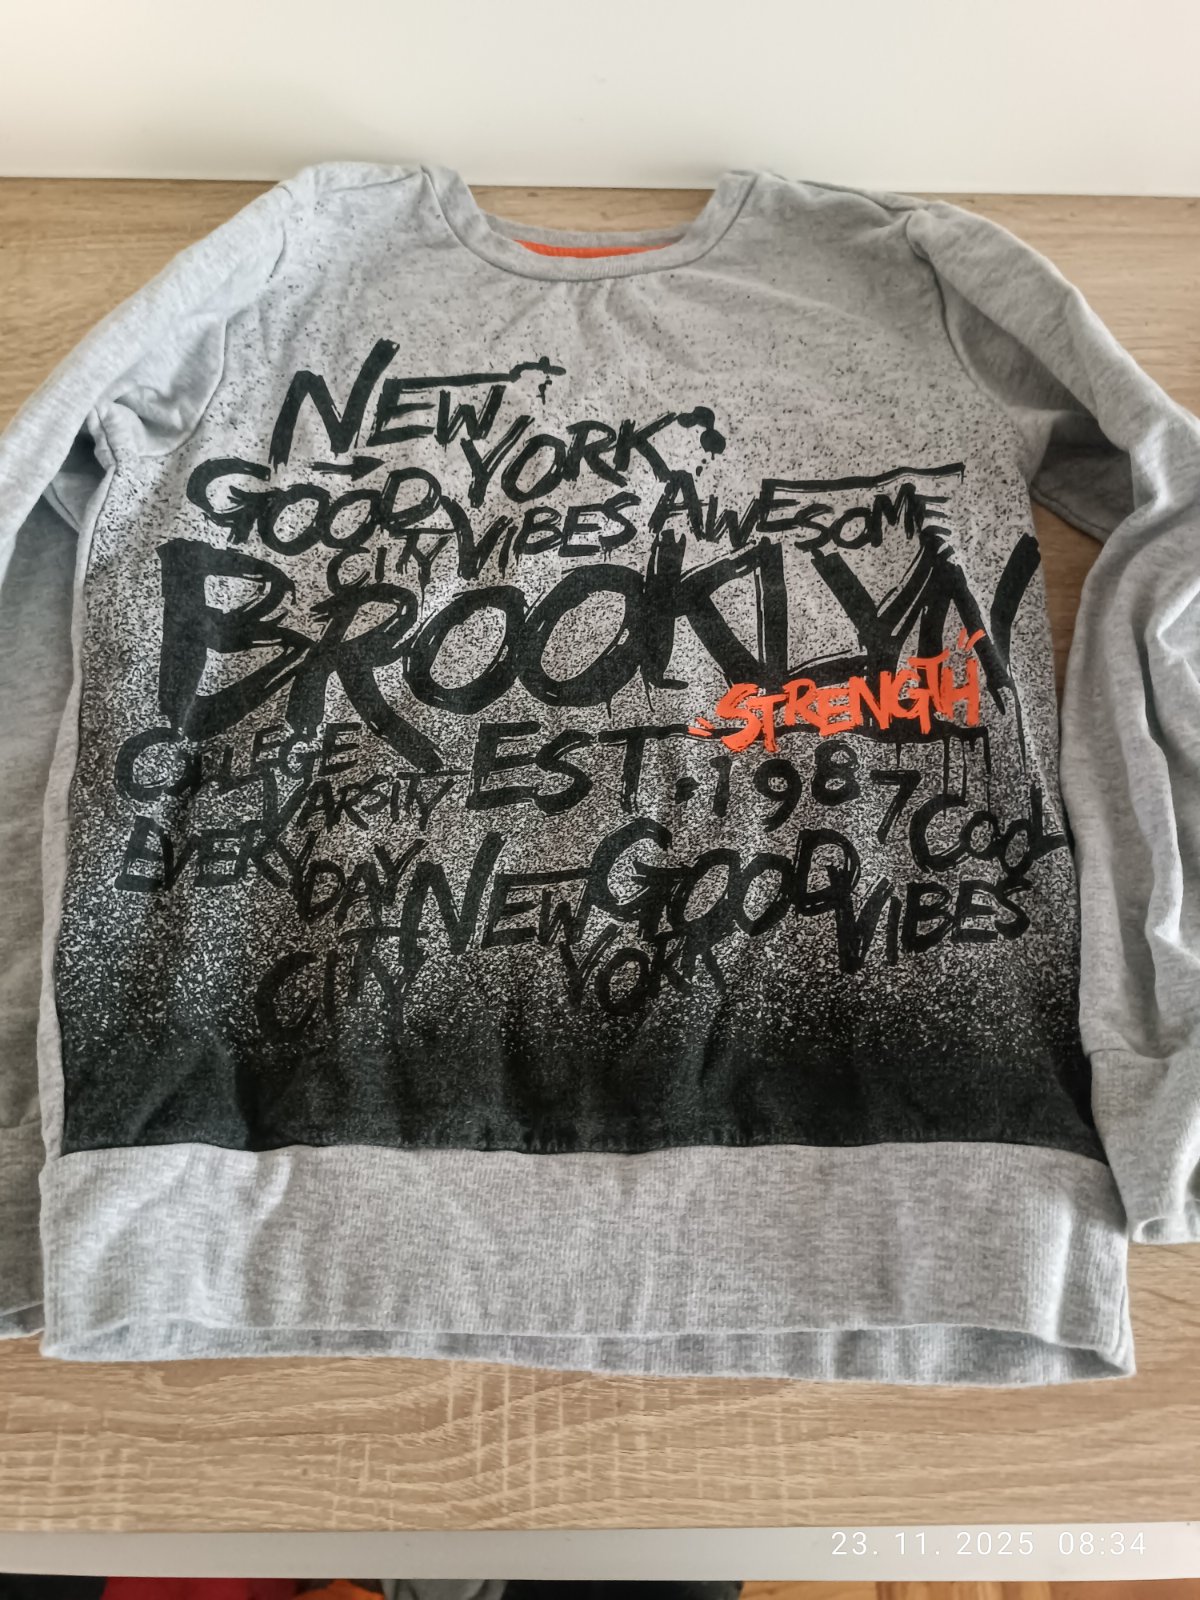 NEW
YORK
GOOD VIBES AWESOME
CITY
BROOKLYN
"STRENGTH"
COLLEGE EST. 1987
VARSITY
COOL
EVERY
DAY NEW GOOD VIBES
CITY YORK
23. 11. 2025 08:34